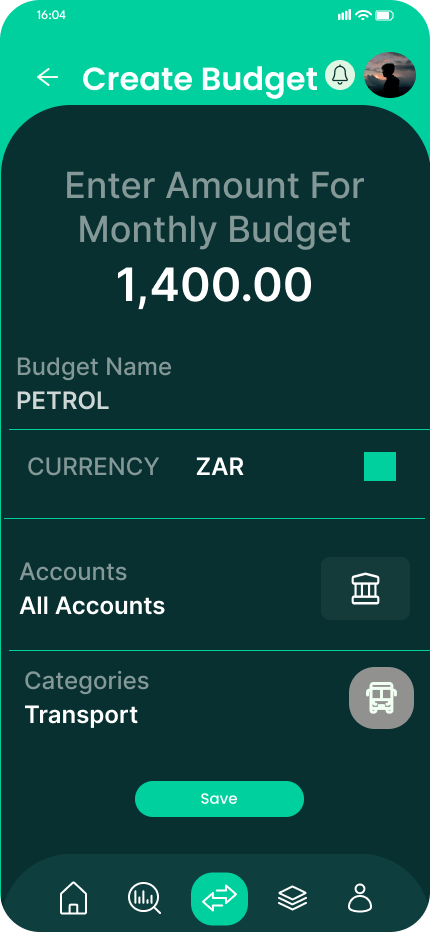 16:04
Create Budget
Enter Amount For
Monthly Budget
1,400.00
Budget Name
PETROL
CURRENCY ZAR
Accounts
All Accounts
Categories
Transport
Save